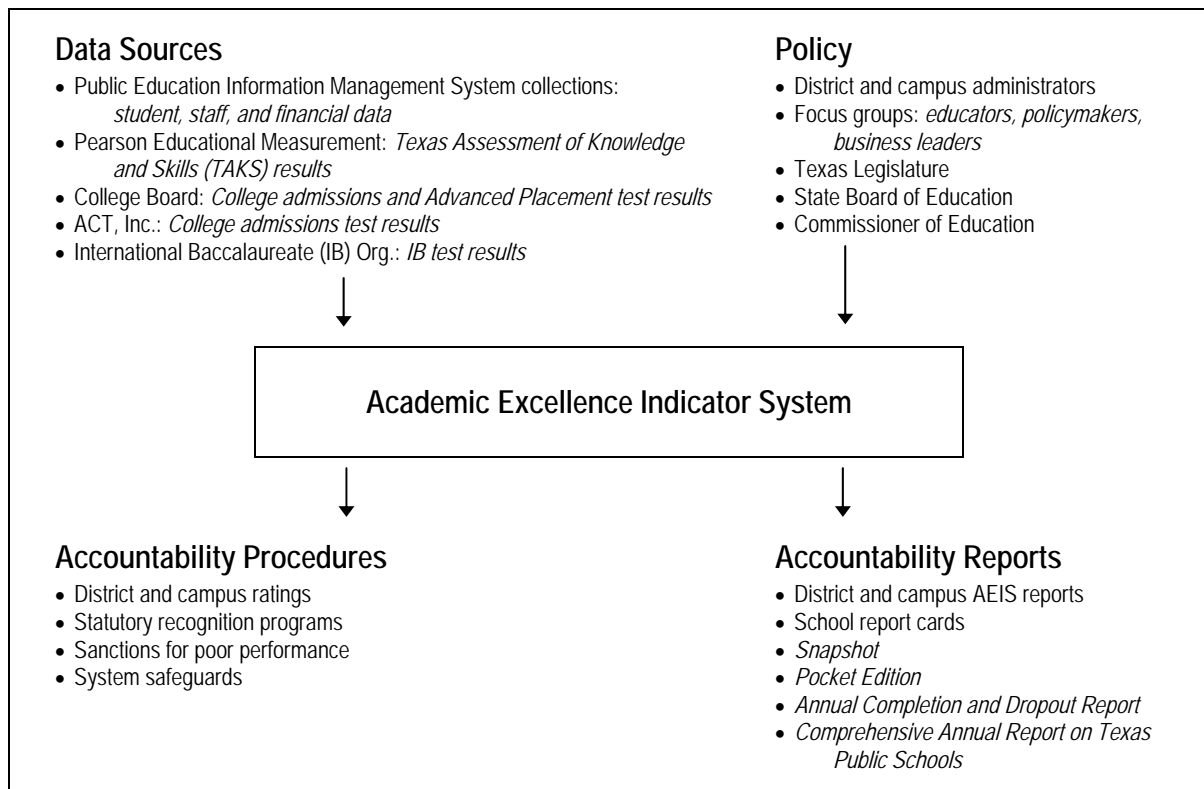 Data Sources
• Public Education Information Management System collections:
student, staff, and financial data
• Pearson Educational Measurement: Texas Assessment of Knowledge
and Skills (TAKS) results
• College Board: College admissions and Advanced Placement test results
• ACT, Inc.: College admissions test results
• International Baccalaureate (IB) Org.: IB test results
Policy
• District and campus administrators
• Focus groups: educators, policymakers,
business leaders
• Texas Legislature
• State Board of Education
• Commissioner of Education
Academic Excellence Indicator System
Accountability Procedures
• District and campus ratings
• Statutory recognition programs
• Sanctions for poor performance
• System safeguards
Accountability Reports
• District and campus AEIS reports
• School report cards
• Snapshot
• Pocket Edition
• Annual Completion and Dropout Report
• Comprehensive Annual Report on Texas
Public Schools